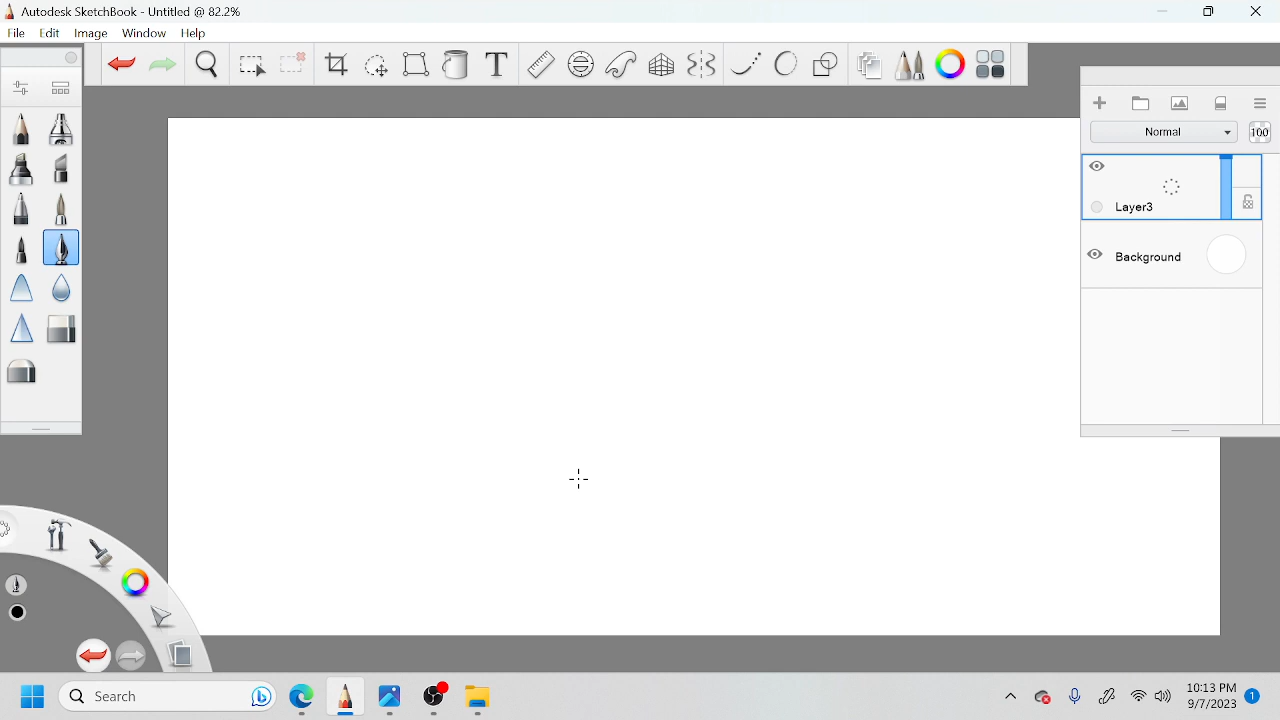 Autodesk SketchBook - Untitled @ 82.2%
File Edit Image Window Help
Normal
100
Layer3
Background
Search
10:13 PM
9/7/2023
1